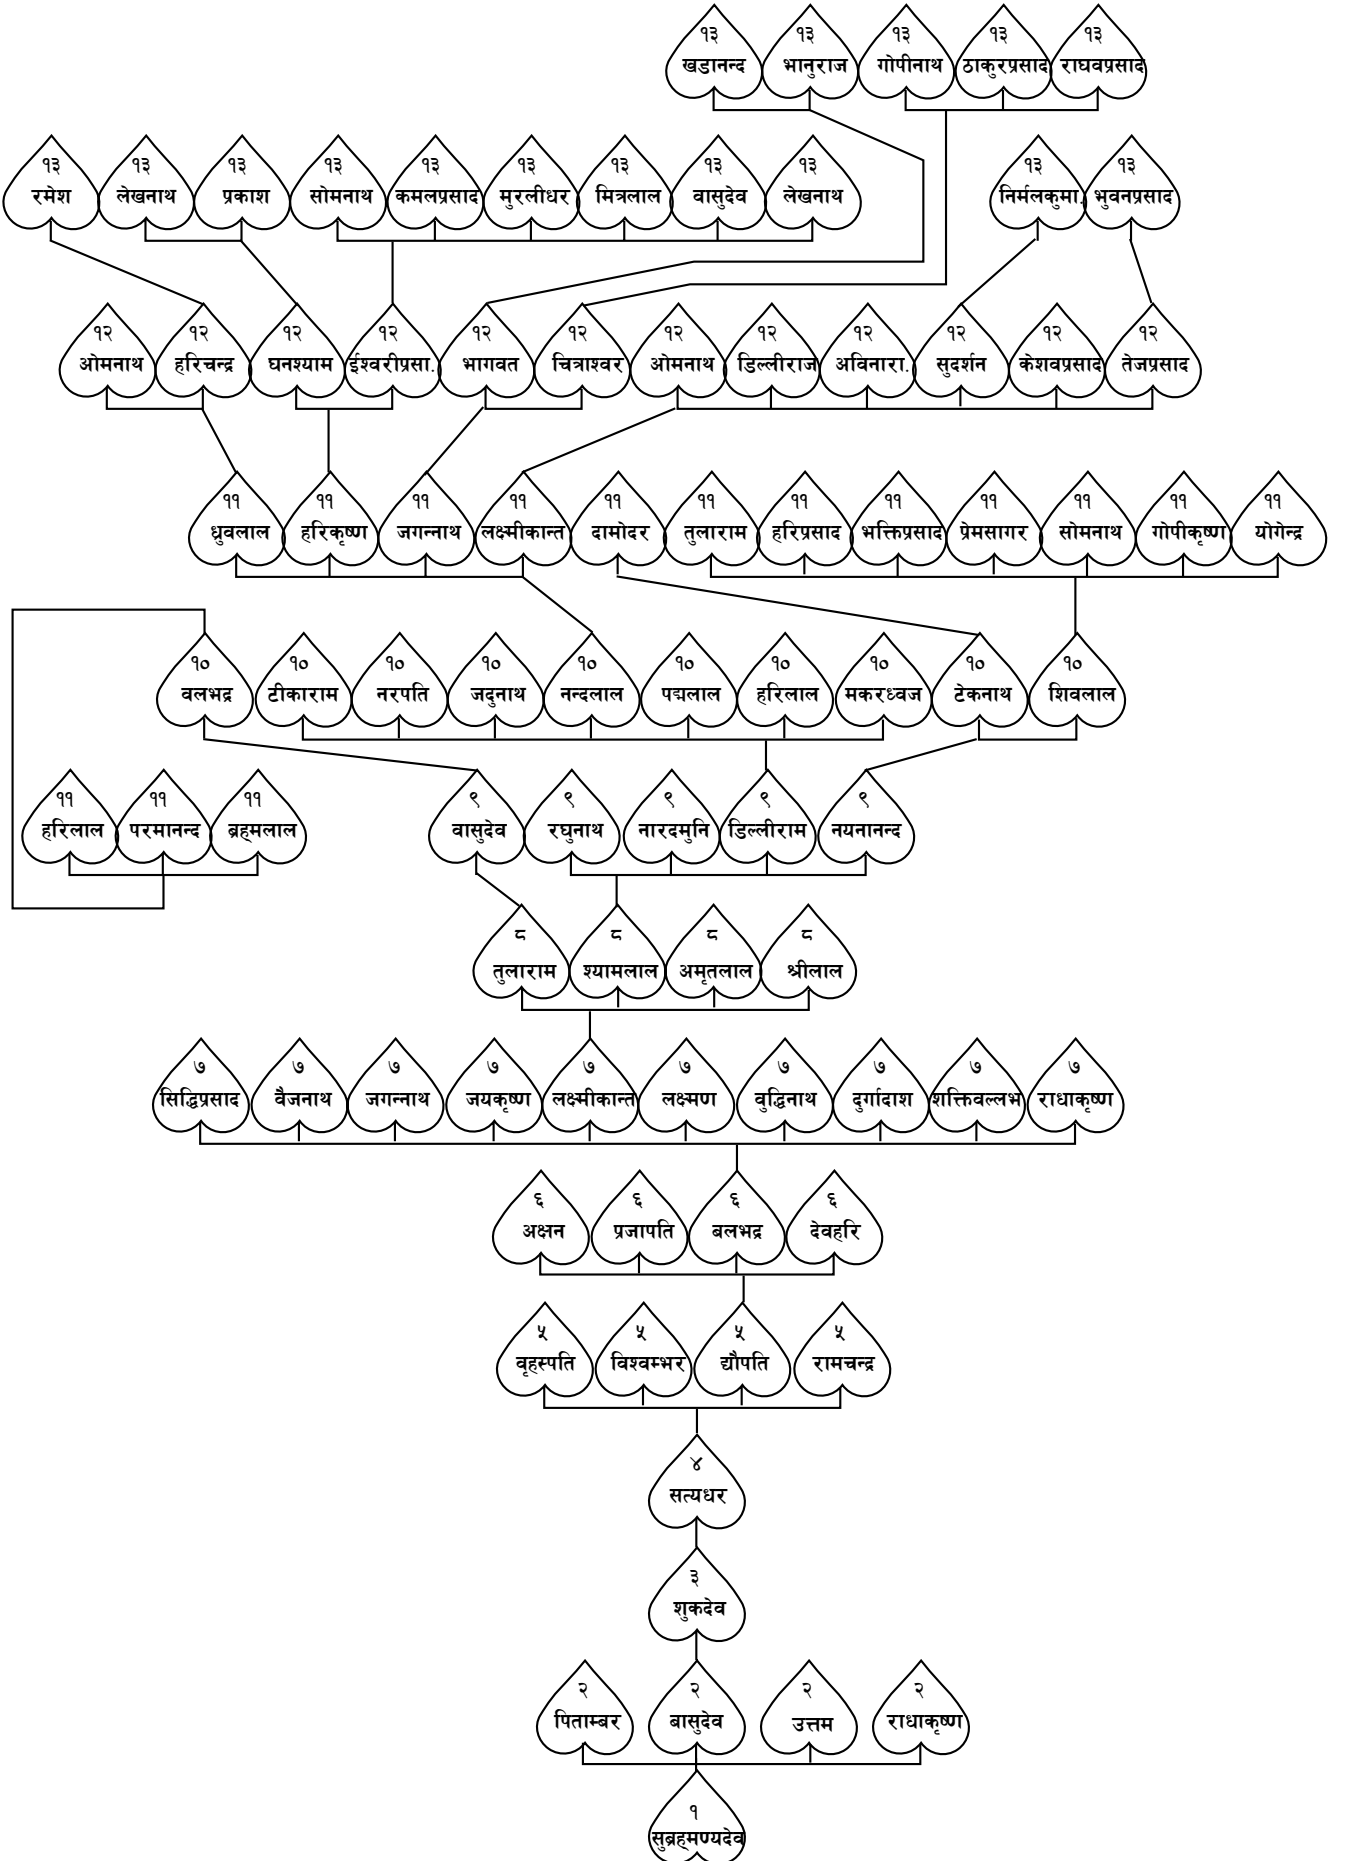 १३ १३ १३ १३ १३
खडानन्द भानुराज गोपीनाथ ठाकुरप्रसाद राघवप्रसाद
१३ १३ १३ १३ १३ १३ १३ १३ १३ १३ १३
रमेश लेखनाथ प्रकाश सोमनाथ कमलप्रसाद मुरलीधर मित्रलाल वासुदेव लेखनाथ निर्मलकुमा. भुवनप्रसाद
१२ १२ १२ १२ १२ १२ १२ १२ १२ १२ १२ १२
ओमनाथ हरिचन्द्र घनश्याम ईश्वरीप्रसा. भागवत चित्राश्वर ओमनाथ डिल्लीराज अविनारा. सुदर्शन केशवप्रसाद तेजप्रसाद
११ ११ ११ ११ ११ ११ ११ ११ ११ ११ ११ ११
ध्रुवलाल हरिकृष्ण जगन्नाथ लक्ष्मीकान्त दामोदर तुलाराम हरिप्रसाद भक्तिप्रसाद प्रेमसागर सोमनाथ गोपीकृष्ण योगेन्द्र
१० १० १० १० १० १० १० १० १० १०
वलभद्र टीकाराम नरपति जदुनाथ नन्दलाल पद्मलाल हरिलाल मकरध्वज टेकनाथ शिवलाल
११ ११ ११ ९ ९ ९ ९ ९
हरिलाल परमानन्द ब्रह्मलाल वासुदेव रघुनाथ नारदमुनि डिल्लीराम नयनानन्द
८ ८ ८ ८
तुलाराम श्यामलाल अमृतलाल श्रीलाल
७ ७ ७ ७ ७ ७ ७ ७ ७ ७
सिद्धिप्रसाद वैजनाथ जगन्नाथ जयकृष्ण लक्ष्मीकान्त लक्ष्मण वुद्धिनाथ दुर्गादाश शक्तिवल्लभ राधाकृष्ण
६ ६ ६ ६
अक्षन प्रजापति बलभद्र देवहरि
५ ५ ५ ५
वृहस्पति विश्वम्भर द्यौपति रामचन्द्र
४
सत्यधर
३
शुकदेव
२ २ २ २
पिताम्बर बासुदेव उत्तम राधाकृष्ण
१
सुब्रह्मण्यदेव